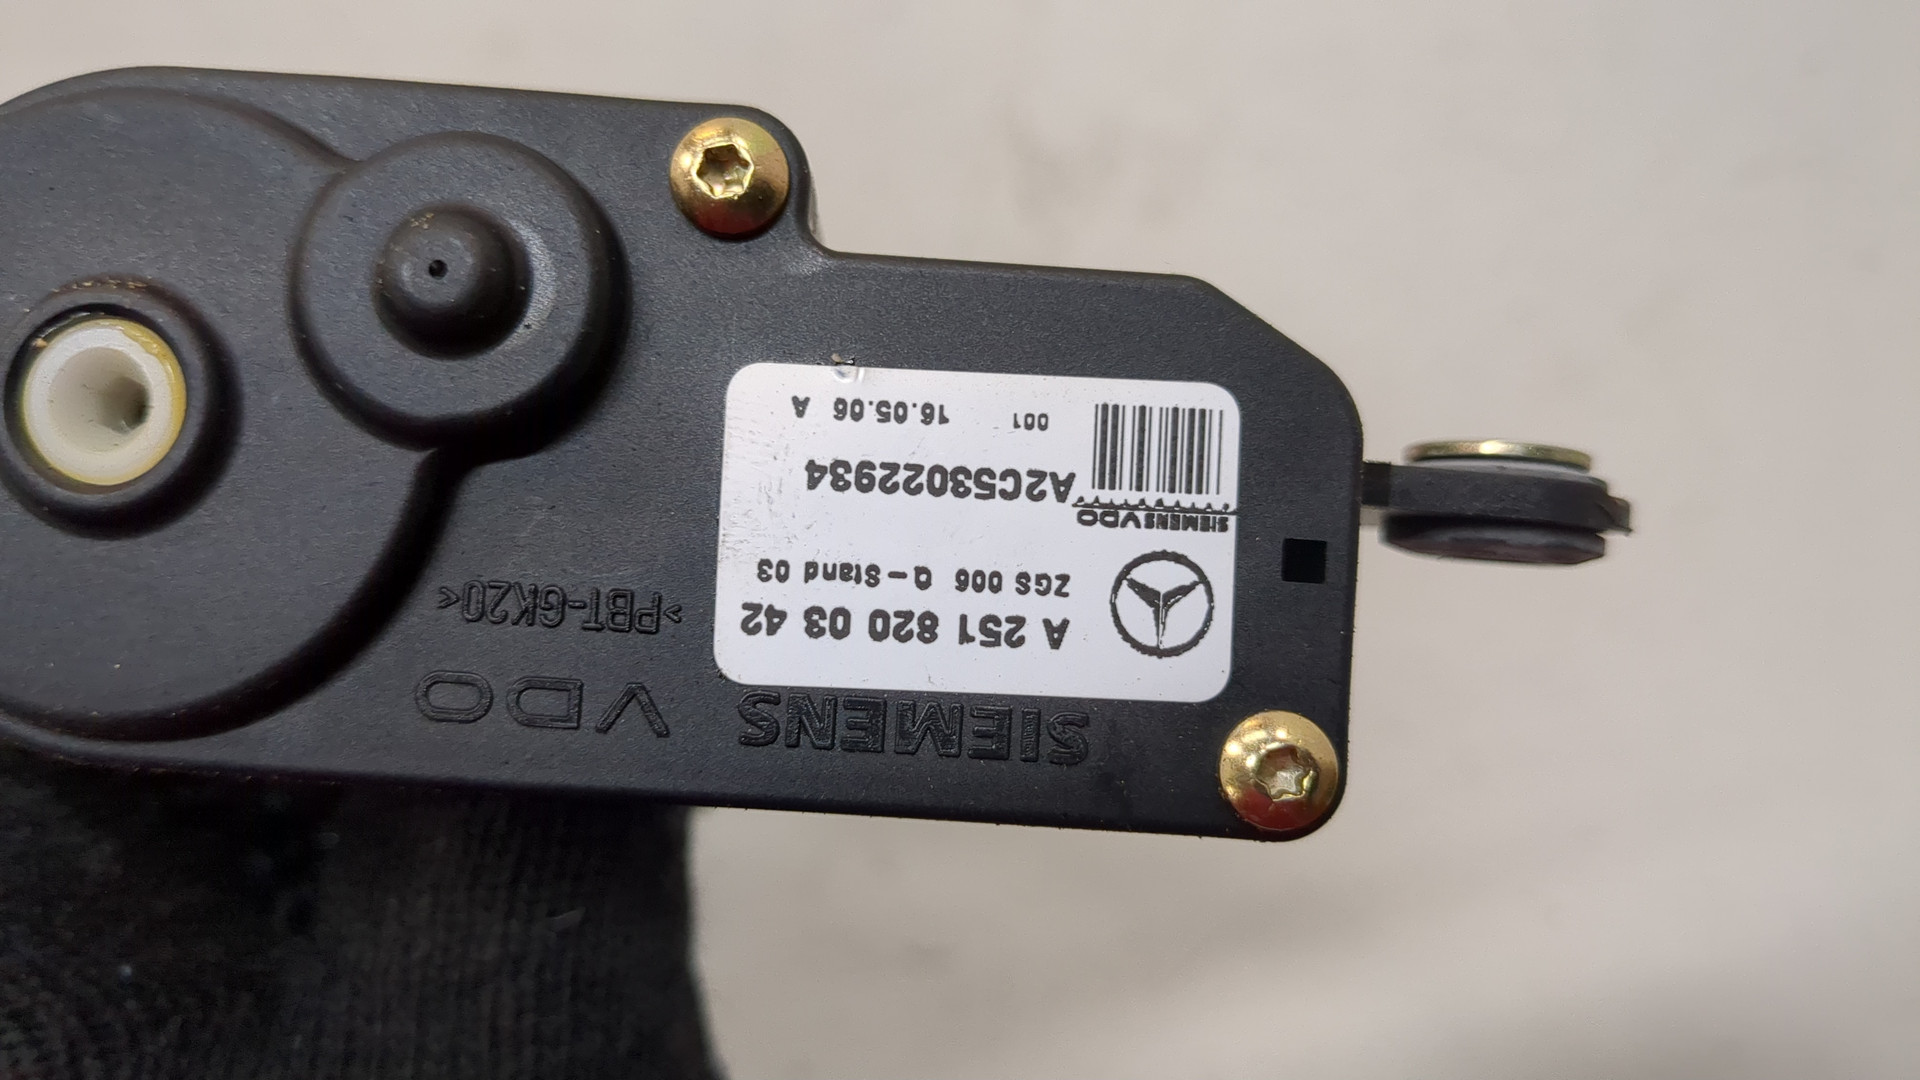 SIEMENS VDO
>PBT-GK20<
A 251 820 03 42
ZGS 006 Q-Stand 03
SIEMENS VDO
A2C53022934
001 16.05.06 A